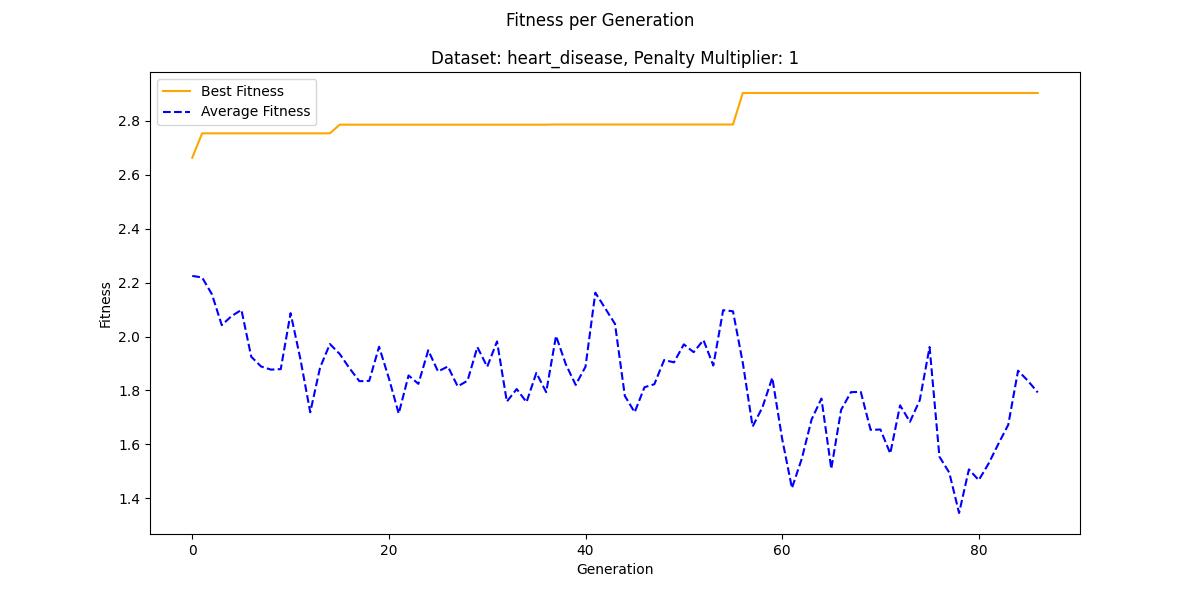 Fitness per Generation
Dataset: heart_disease, Penalty Multiplier: 1
Best Fitness
Average Fitness
2.8
2.6
2.4
2.2
2.0
1.8
1.6
1.4
Fitness
0 20 40 60 80
Generation